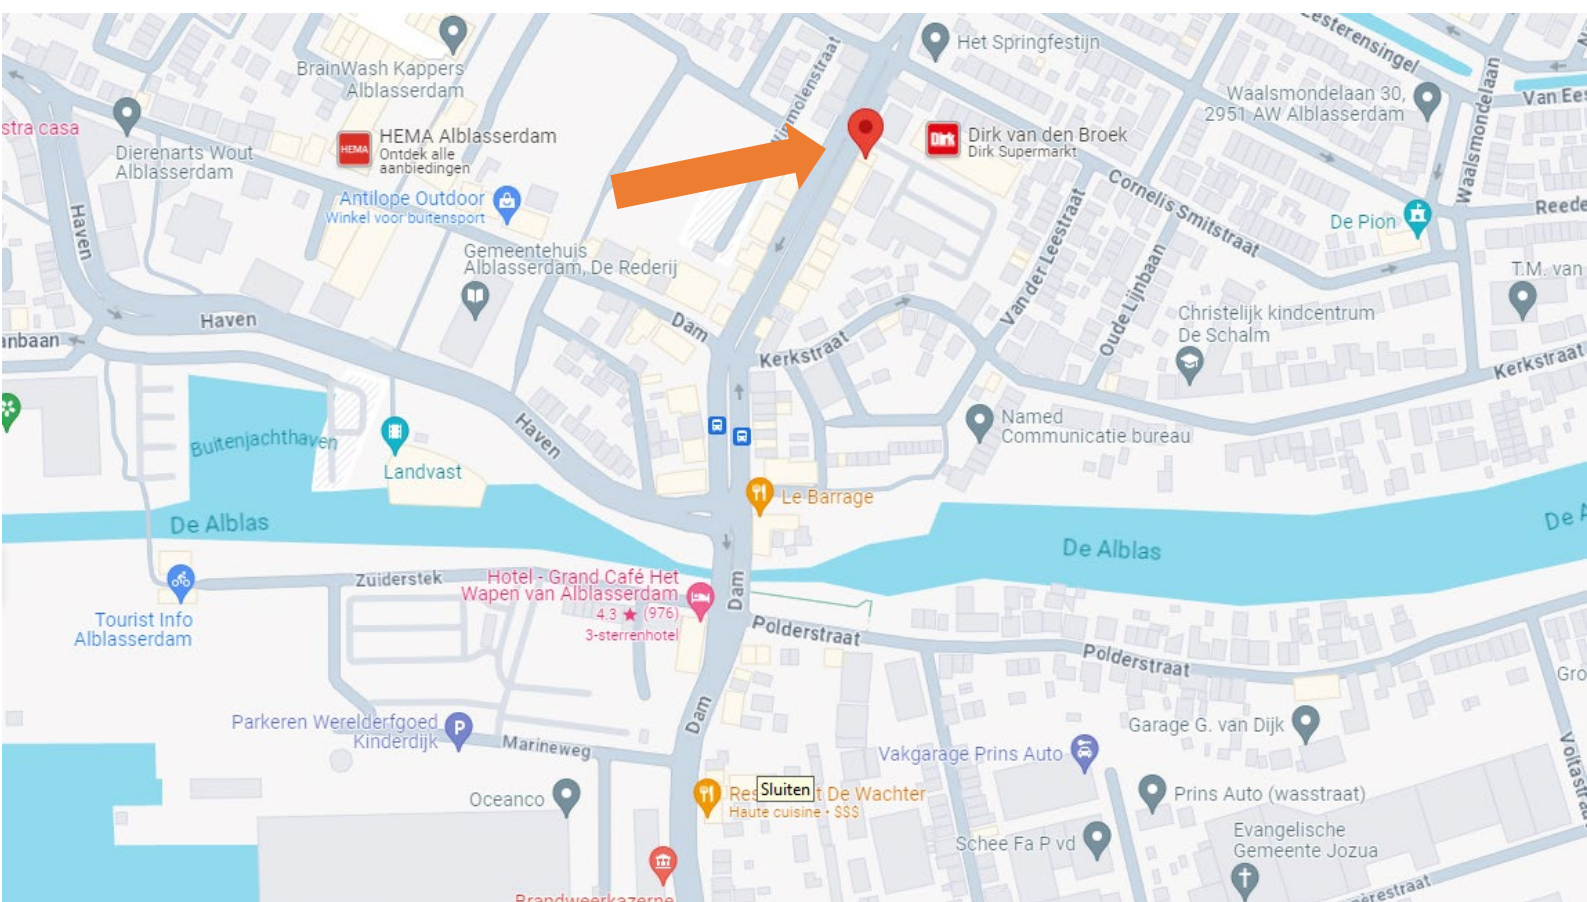 Het Springfestijn
Eesterensingel
BrainWash Kappers
Alblasserdam
Waalsmondelaan 30,
2951 AW Alblasserdam
Waalsmondelaan
stra casa
Dierenarts Wout
Alblasserdam
HEMA
HEMA Alblasserdam
Ontdek alle
aanbiedingen
Dirk
Dirk van den Broek
Dirk Supermarkt
Antilope Outdoor
Winkel voor buitensport
Cornelis Smitstraat
De Pion
Reede
Haven
Gemeentehuis
Alblasserdam, De Rederij
Van der Leestraat
Oude Lijnbaan
T.M. van
Christelijk kindcentrum
De Schalm
Haven
Dam
Kerkstraat
Kerkstraat
anbaan
Haven
Buitenjachthaven
Landvast
Named
Communicatie bureau
Le Barrage
De Alblas
De Alblas
De A
Zuiderstek
Hotel - Grand Café Het
Wapen van Alblasserdam
4.3 ★ (976)
3-sterrenhotel
Dam
Tourist Info
Alblasserdam
Polderstraat
Polderstraat
Gro
Dam
Parkeren Werelderfgoed
Kinderdijk
P
Marineweg
Garage G. van Dijk
Vakgarage Prins Auto
Oceanco
Sluiten
t De Wachter
Haute cuisine • $$$
Prins Auto (wasstraat)
Schee Fa P vd
Evangelische
Gemeente Jozua
Brandweerkazerne